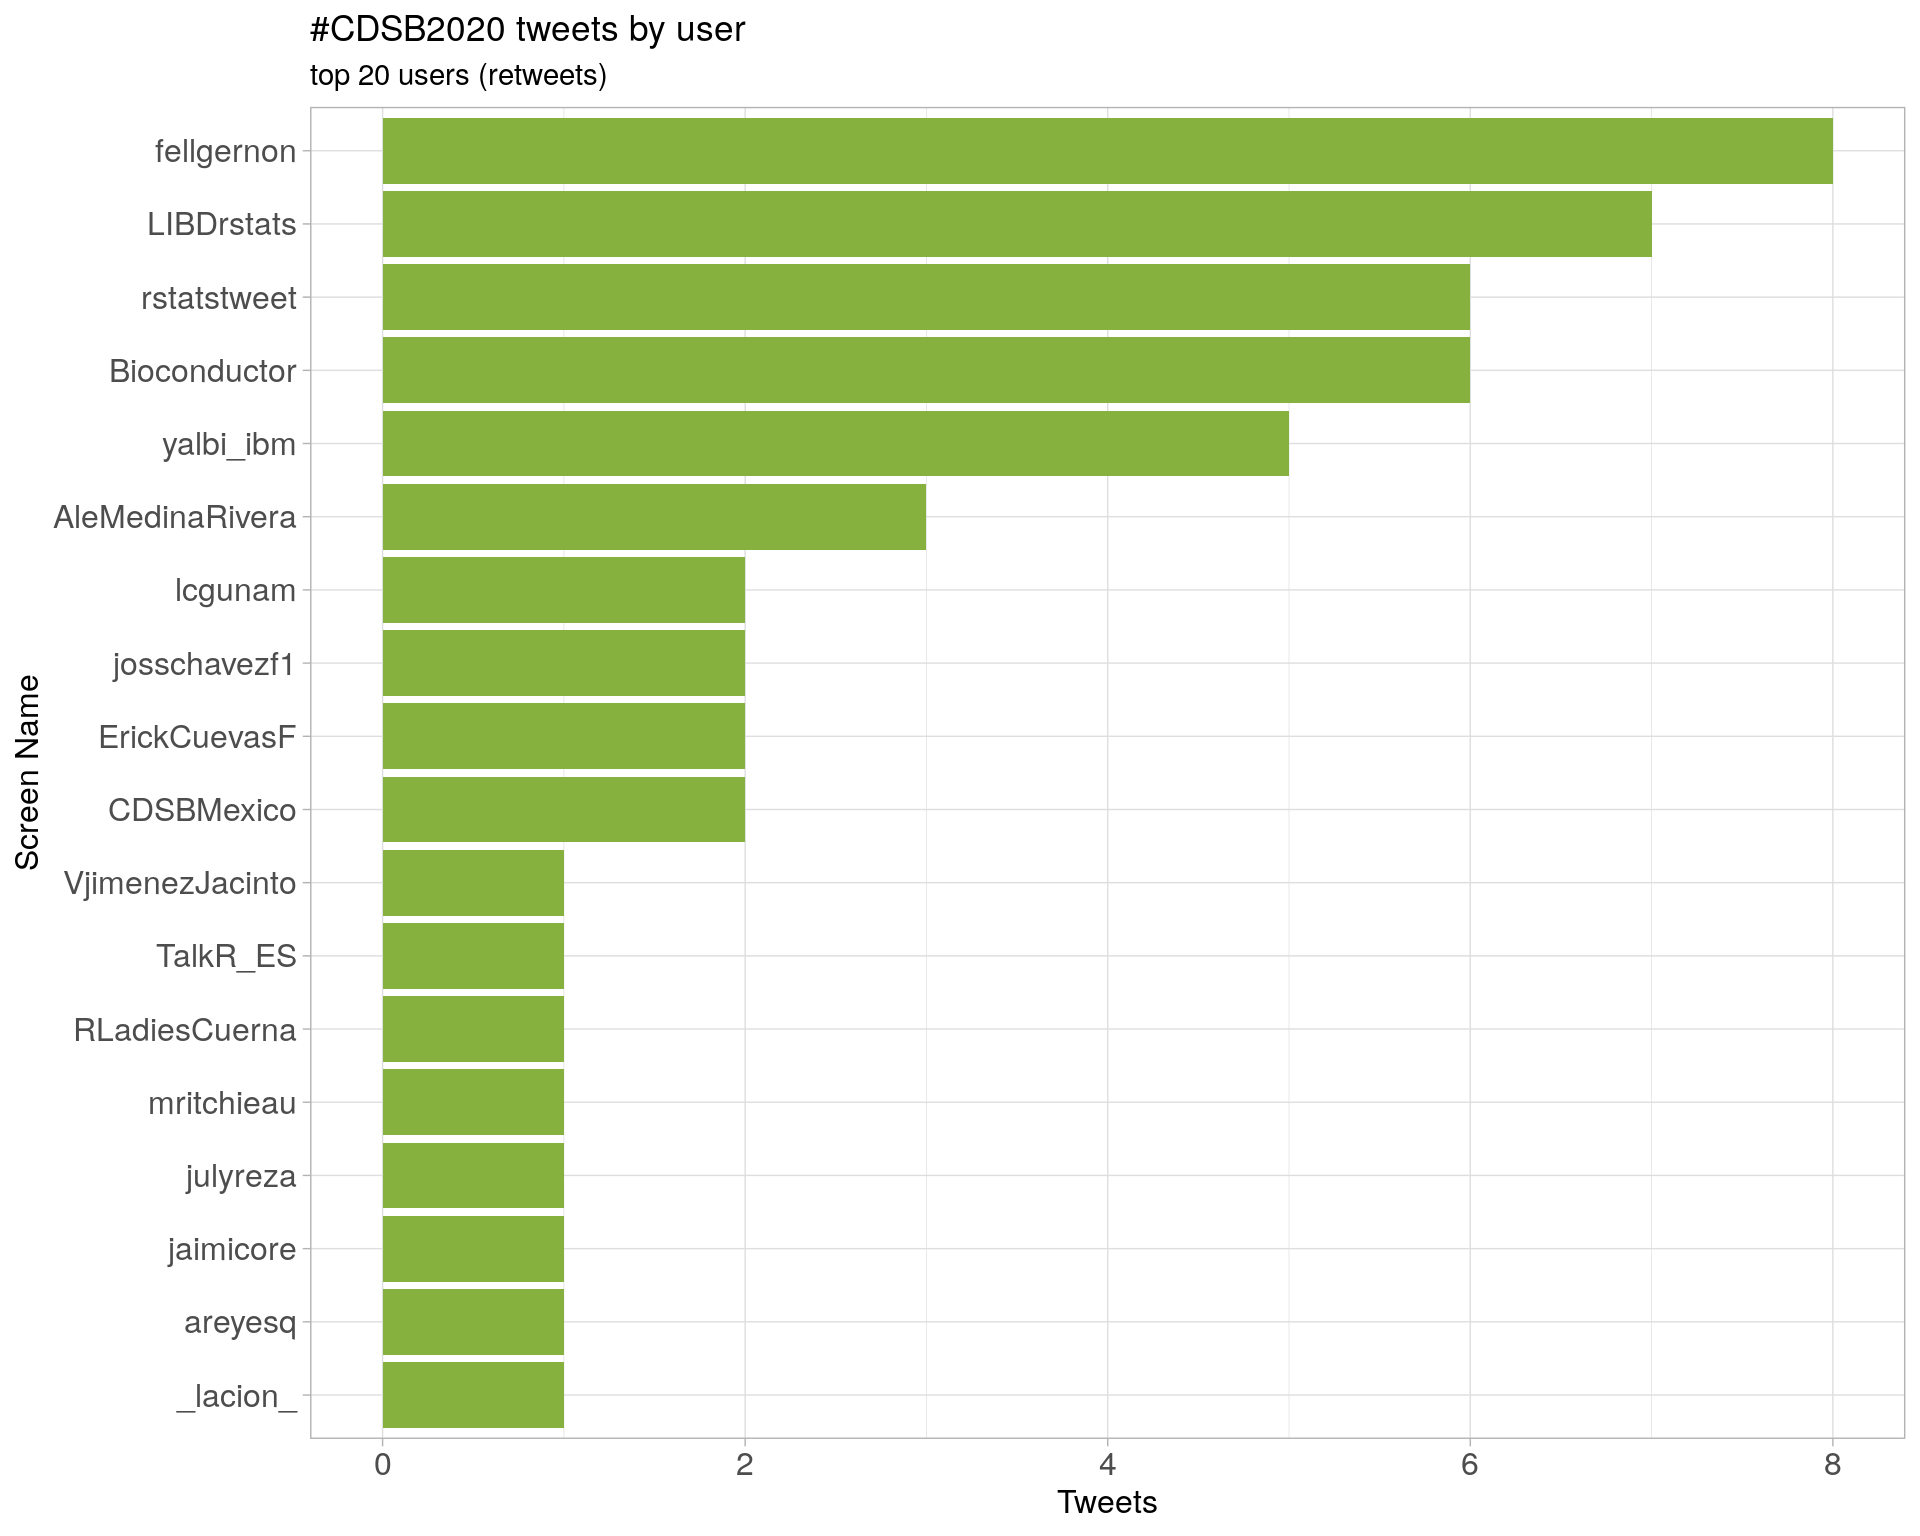 #CDSB2020 tweets by user
top 20 users (retweets)
fellgernon
LIBDrstats
rstatstweet
Bioconductor
yalbi_ibm
AleMedinaRivera
lcgunam
josschavezf1
ErickCuevasF
CDSBMexico
VjimenezJacinto
TalkR_ES
RLadiesCuerna
mritchieau
julyreza
jaimicore
areyesq
_lacion_
Screen Name
0 2 4 6 8
Tweets